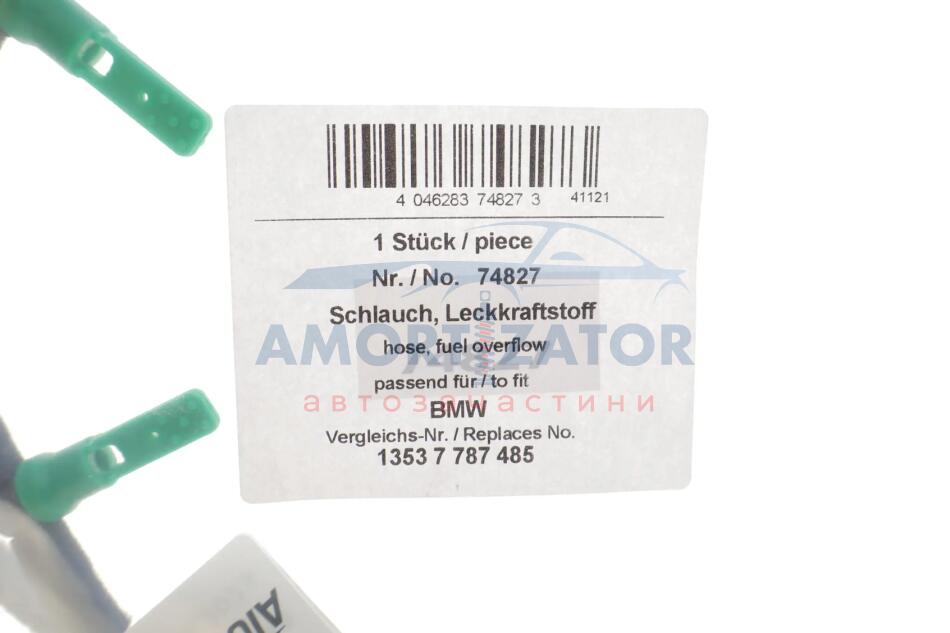 4 046283 74827 3 41121
1 Stück / piece
Nr. / No. 74827
Schlauch, Leckkraftstoff
AMORTIZATOR
hose, fuel overflow
passend für / to fit
автозапчастини
BMW
Vergleichs-Nr. / Replaces No.
1353 7 787 485